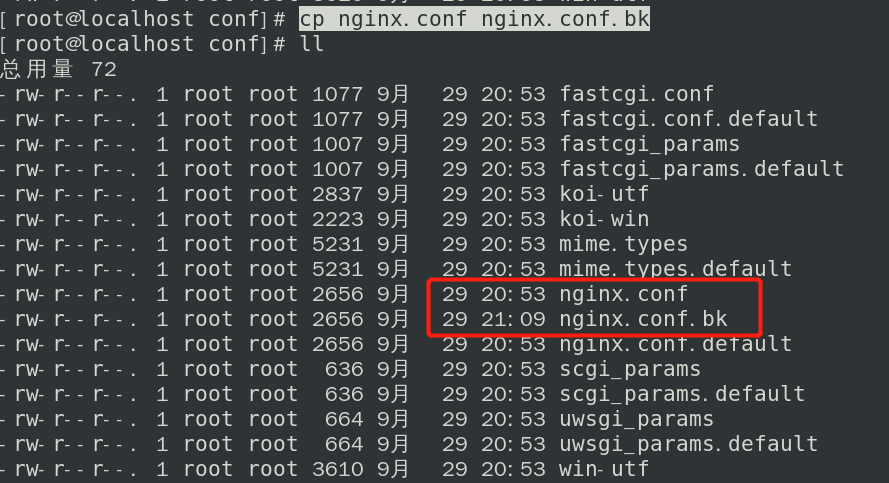 [root@localhost conf]# cp nginx.conf nginx.conf.bk
[root@localhost conf]# ll
总用量 72
-rw-r--r--. 1 root root 1077 9月  29 20:53 fastcgi.conf
-rw-r--r--. 1 root root 1077 9月  29 20:53 fastcgi.conf.default
-rw-r--r--. 1 root root 1007 9月  29 20:53 fastcgi_params
-rw-r--r--. 1 root root 1007 9月  29 20:53 fastcgi_params.default
-rw-r--r--. 1 root root 2837 9月  29 20:53 koi-utf
-rw-r--r--. 1 root root 2223 9月  29 20:53 koi-win
-rw-r--r--. 1 root root 5231 9月  29 20:53 mime.types
-rw-r--r--. 1 root root 5231 9月  29 20:53 mime.types.default
-rw-r--r--. 1 root root 2656 9月  29 20:53 nginx.conf
-rw-r--r--. 1 root root 2656 9月  29 21:09 nginx.conf.bk
-rw-r--r--. 1 root root 2656 9月  29 20:53 nginx.conf.default
-rw-r--r--. 1 root root  636 9月  29 20:53 scgi_params
-rw-r--r--. 1 root root  636 9月  29 20:53 scgi_params.default
-rw-r--r--. 1 root root  664 9月  29 20:53 uwsgi_params
-rw-r--r--. 1 root root  664 9月  29 20:53 uwsgi_params.default
-rw-r--r--. 1 root root 3610 9月  29 20:53 win-utf